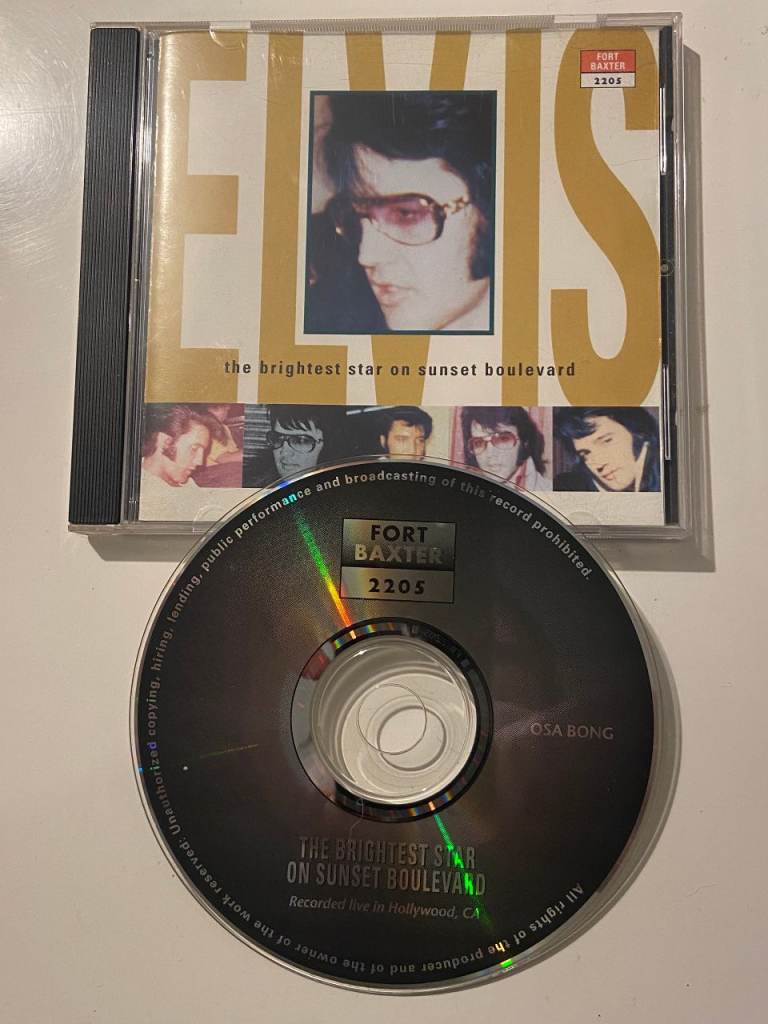 ELVIS
FORT
BAXTER
2205
the brightest star on sunset boulevard
FORT
BAXTER
2205
OSA BONG
THE BRIGHTEST STAR
ON SUNSET BOULEVARD
Recorded live in Hollywood, CA
All rights of the producer and of the owner of the work reserved: Unauthorized copying, hiring, lending, public performance and broadcasting of this record prohibited.